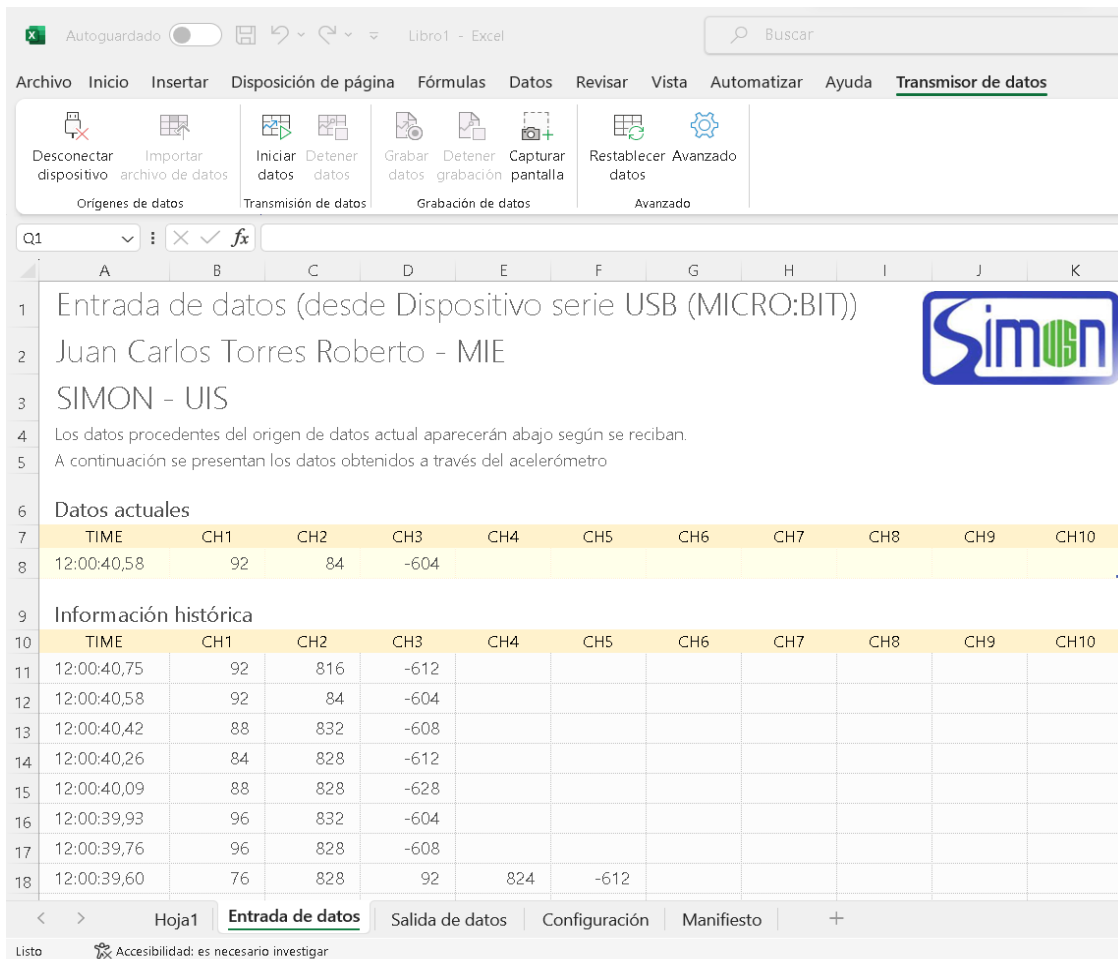 Autoguardado Libro1 - Excel Buscar
Archivo Inicio Insertar Disposición de página Fórmulas Datos Revisar Vista Automatizar Ayuda Transmisor de datos
Desconectar Importar Iniciar Detener Grabar Detener Capturar Restablecer Avanzado
dispositivo archivo de datos datos datos datos grabación pantalla datos
Orígenes de datos Transmisión de datos Grabación de datos Avanzado
Q1 fx
A B C D E F G H I J K
1 Entrada de datos (desde Dispositivo serie USB (MICRO:BIT)) Simon UIS
2 Juan Carlos Torres Roberto - MIE
3 SIMON - UIS
4 Los datos procedentes del origen de datos actual aparecerán abajo según se reciban.
5 A continuación se presentan los datos obtenidos a través del acelerómetro
6 Datos actuales
7 TIME CH1 CH2 CH3 CH4 CH5 CH6 CH7 CH8 CH9 CH10
8 12:00:40,58 92 84 -604
9 Información histórica
10 TIME CH1 CH2 CH3 CH4 CH5 CH6 CH7 CH8 CH9 CH10
11 12:00:40,75 92 816 -612
12 12:00:40,58 92 84 -604
13 12:00:40,42 88 832 -608
14 12:00:40,26 84 828 -612
15 12:00:40,09 88 828 -628
16 12:00:39,93 96 832 -604
17 12:00:39,76 96 828 -608
18 12:00:39,60 76 828 92 824 -612
Hoja1 Entrada de datos Salida de datos Configuración Manifiesto
Listo Accesibilidad: es necesario investigar